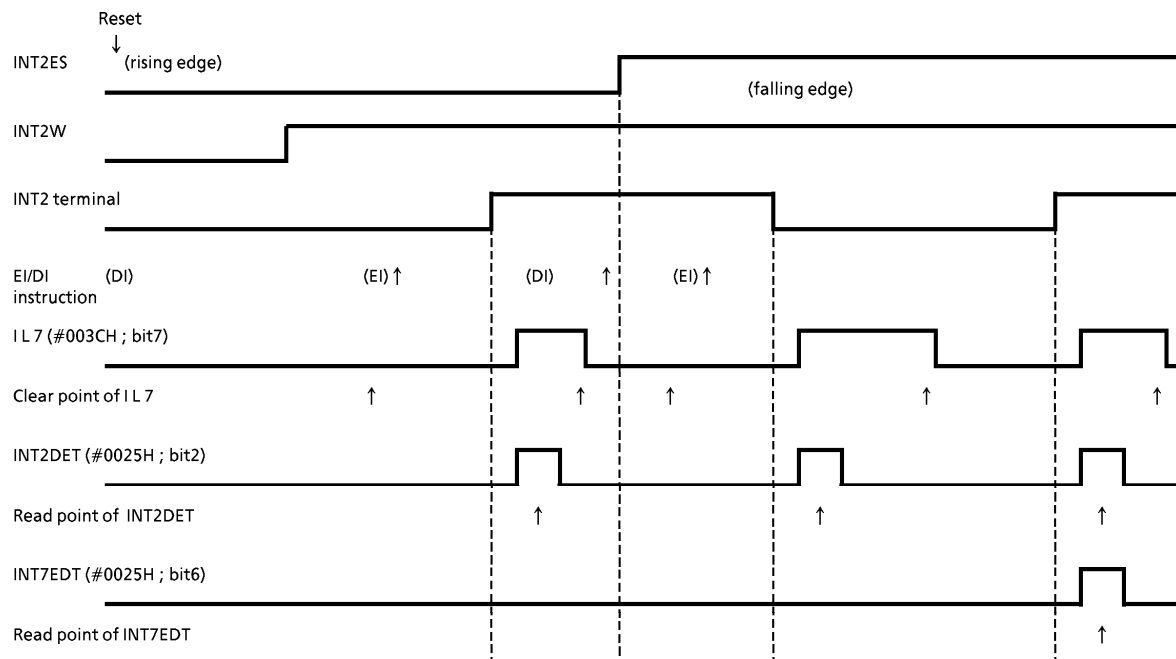 Reset
INT2ES (rising edge)
(falling edge)
INT2W
INT2 terminal
EI/DI (DI) (EI) (DI) (EI)
instruction
I L 7 (#003CH ; bit7)
Clear point of I L 7
INT2DET (#0025H ; bit2)
Read point of INT2DET
INT7EDT (#0025H ; bit6)
Read point of INT7EDT